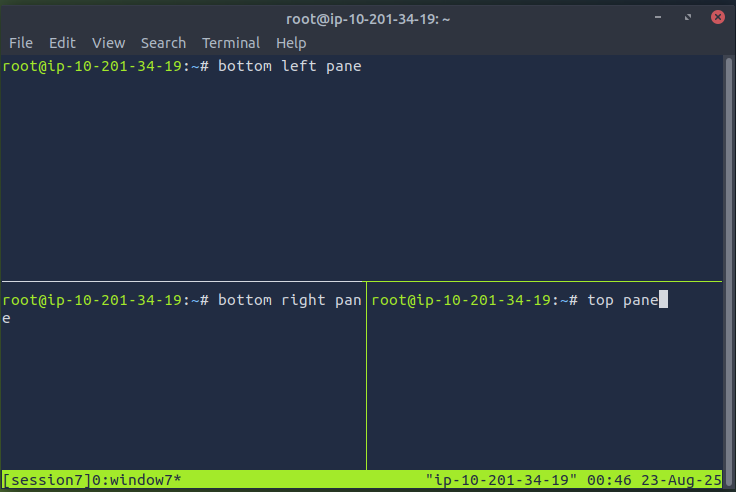 root@ip-10-201-34-19: ~
File Edit View Search Terminal Help
root@ip-10-201-34-19:~# bottom left pane
root@ip-10-201-34-19:~# bottom right pan
e
root@ip-10-201-34-19:~# top pane
[session7]0:window7* "ip-10-201-34-19" 00:46 23-Aug-25